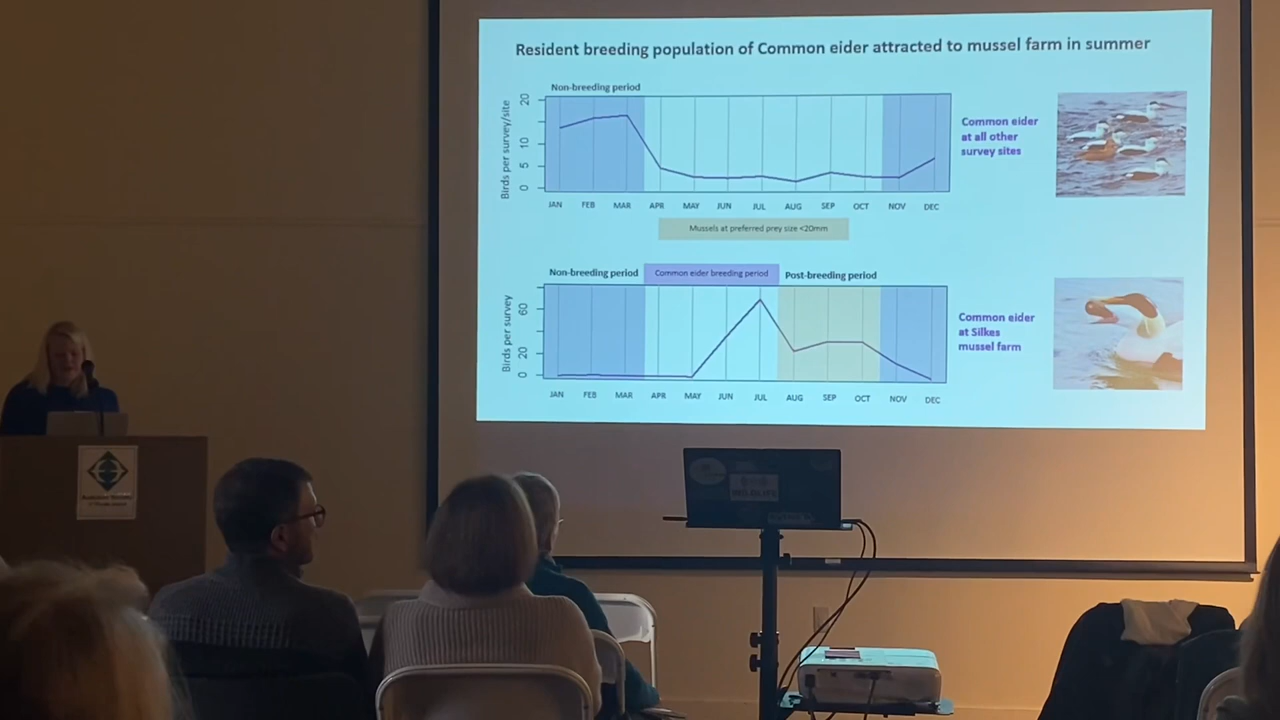 Resident breeding population of Common eider attracted to mussel farm in summer
Non-breeding period
Birds per survey/site
20
10
5
0
JAN FEB MAR APR MAY JUN JUL AUG SEP OCT NOV DEC
Common eider
at all other
survey sites
Mussels at preferred prey size <20mm
Non-breeding period Common eider breeding period Post-breeding period
Birds per survey
60
20
0
JAN FEB MAR APR MAY JUN JUL AUG SEP OCT NOV DEC
Common eider
at Silkes
mussel farm
WILDLIFE